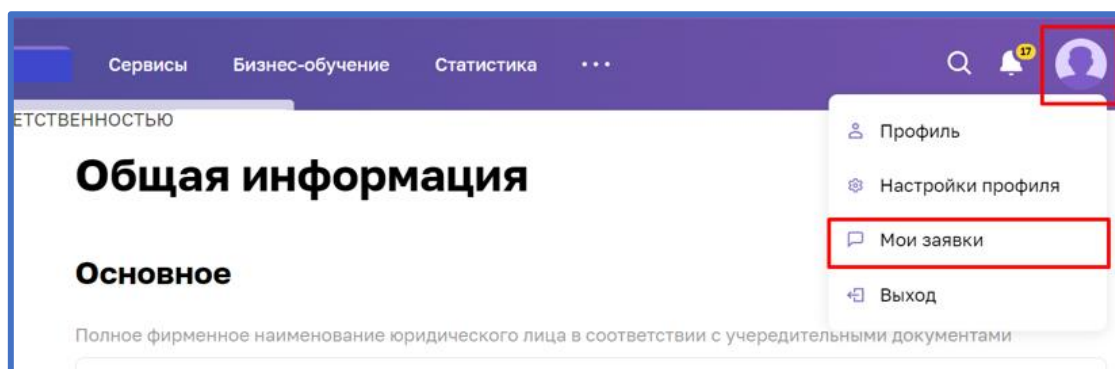 Сервисы Бизнес-обучение Статистика ••• 17
ЕТСТВЕННОСТЬЮ
Общая информация
Профиль
Настройки профиля
Мои заявки
Основное
Выход
Полное фирменное наименование юридического лица в соответствии с учредительными документами